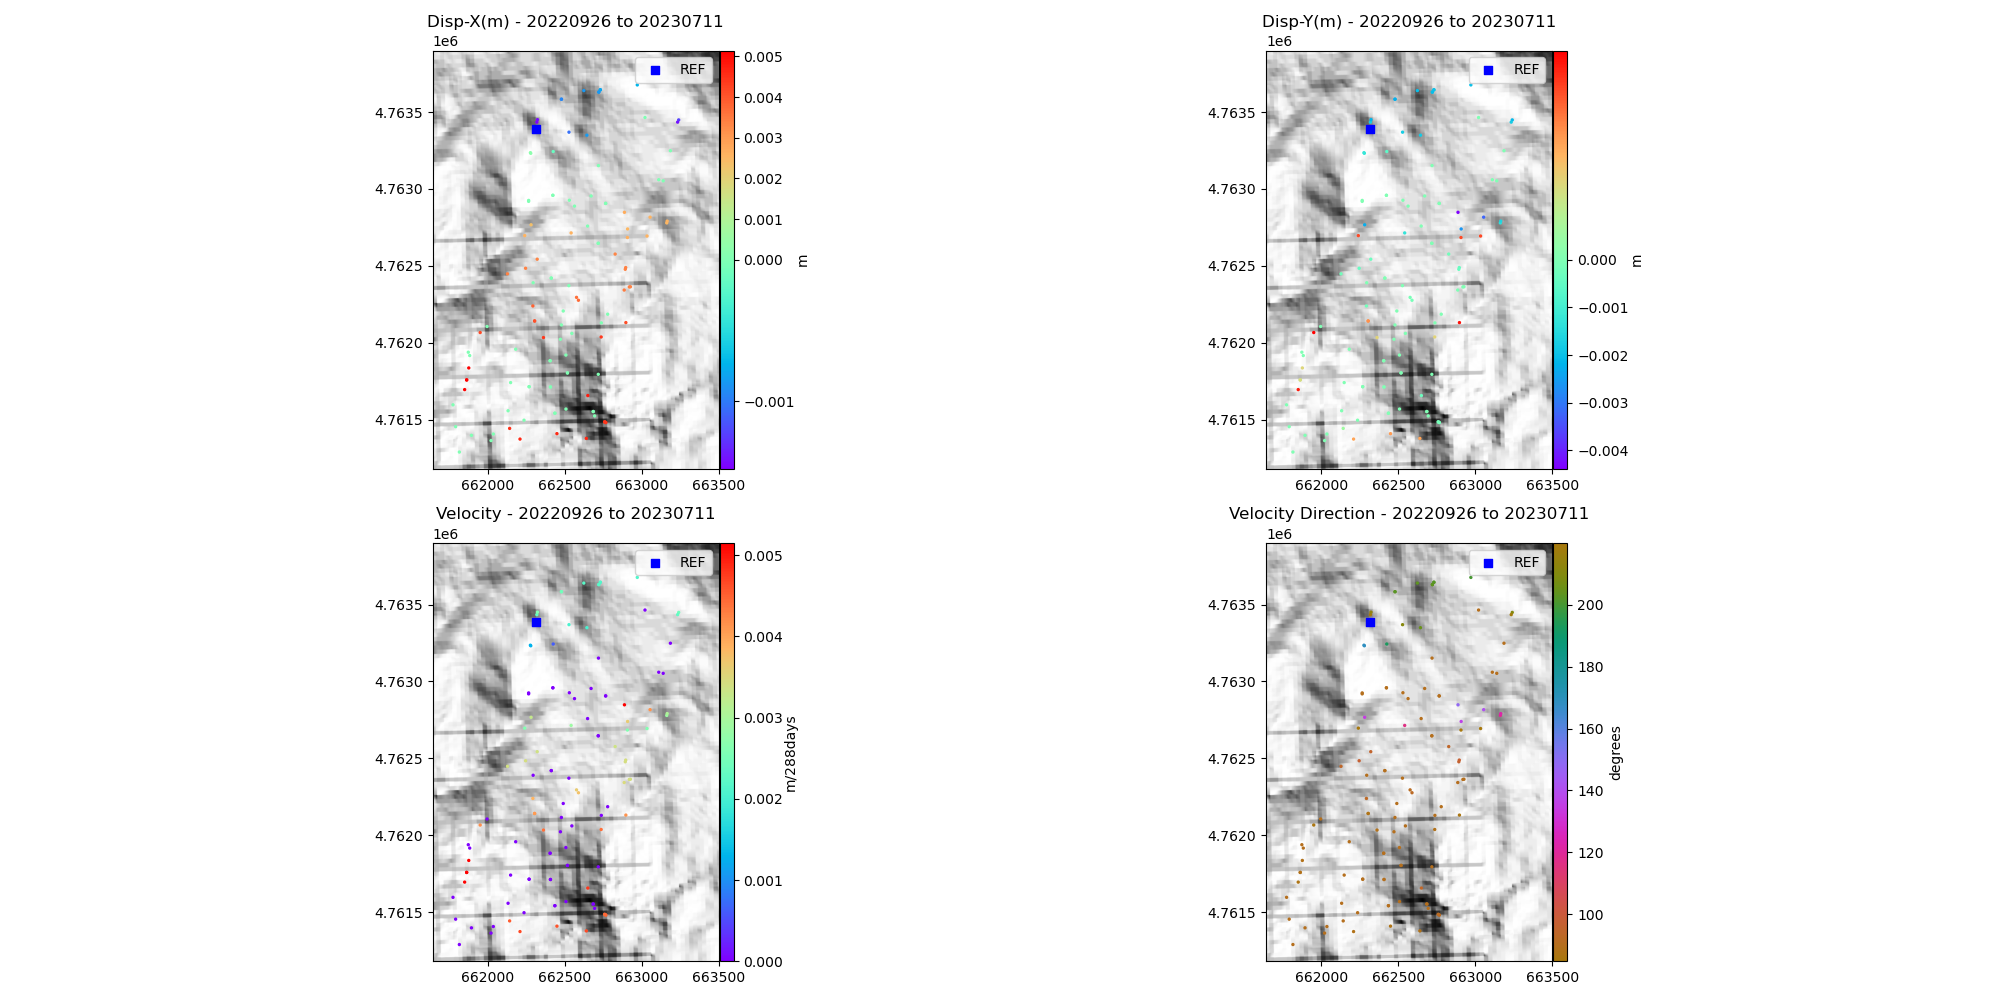 Disp-X(m) - 20220926 to 20230711
1e6
REF
4.7635
4.7630
4.7625
4.7620
4.7615
662000 662500 663000 663500
0.005
0.004
0.003
0.002
0.001
0.000
−0.001
m
Disp-Y(m) - 20220926 to 20230711
1e6
REF
4.7635
4.7630
4.7625
4.7620
4.7615
662000 662500 663000 663500
0.000
−0.001
−0.002
−0.003
−0.004
m
Velocity - 20220926 to 20230711
1e6
REF
4.7635
4.7630
4.7625
4.7620
4.7615
662000 662500 663000 663500
0.005
0.004
0.003
0.002
0.001
0.000
m/288days
Velocity Direction - 20220926 to 20230711
1e6
REF
4.7635
4.7630
4.7625
4.7620
4.7615
662000 662500 663000 663500
200
180
160
140
120
100
degrees